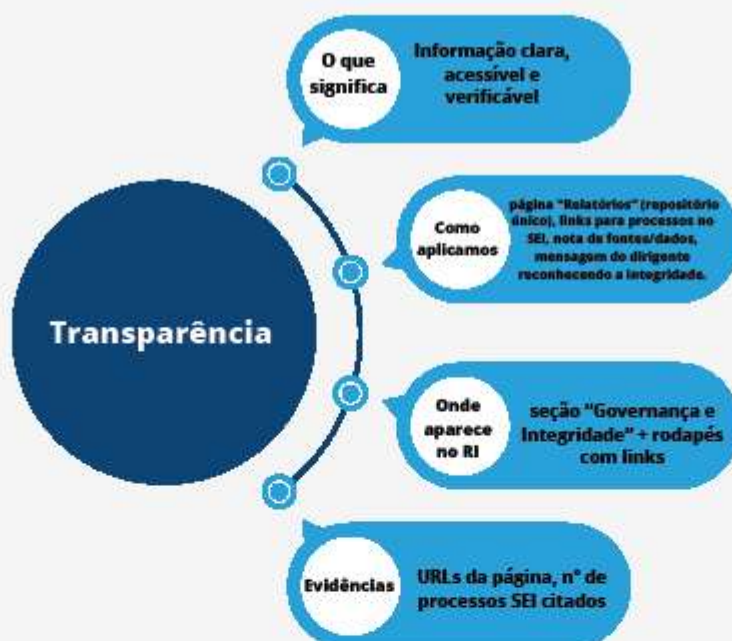 O que
significa
Informação clara,
acessível e
verificável
Transparência
Como
aplicamos
página "Relatórios" (repositório
único), links para processos no
SEI, nota de fontes/dados,
mensagem do dirigente
reconhecendo a integridade.
Onde
aparece
no RI
seção "Governança e
Integridade" + rodapés
com links
Evidências
URLs da página, n° de
processos SEI citados